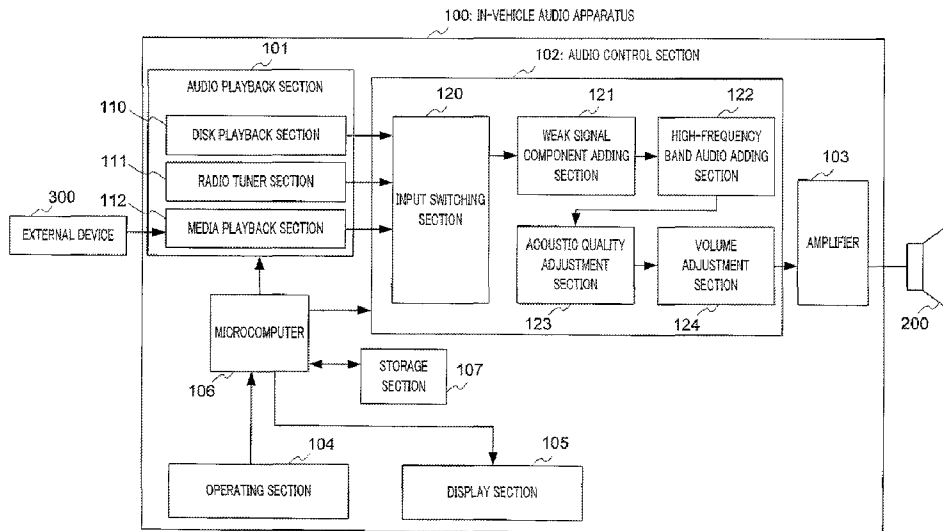 100: IN-VEHICLE AUDIO APPARATUS
101
AUDIO PLAYBACK SECTION
110
DISK PLAYBACK SECTION
111
RADIO TUNER SECTION
112
MEDIA PLAYBACK SECTION
300
EXTERNAL DEVICE
102: AUDIO CONTROL SECTION
120
INPUT SWITCHING
SECTION
121
WEAK SIGNAL
COMPONENT ADDING
SECTION
122
HIGH-FREQUENCY
BAND AUDIO ADDING
SECTION
ACOUSTIC QUALITY
ADJUSTMENT
SECTION
123
VOLUME
ADJUSTMENT
SECTION
124
103
AMPLIFIER
200
MICROCOMPUTER
106
STORAGE
SECTION
107
104
OPERATING SECTION
105
DISPLAY SECTION